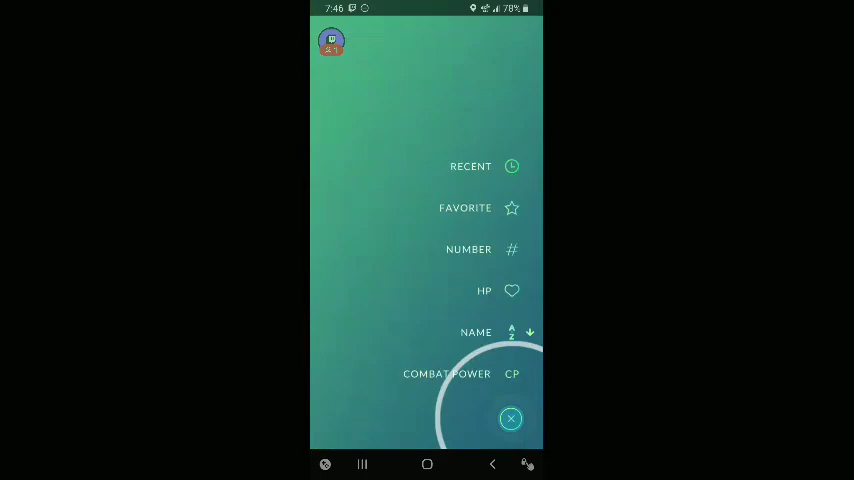 7:46
78%
RECENT
FAVORITE
NUMBER #
HP
NAME A Z
COMBAT POWER CP